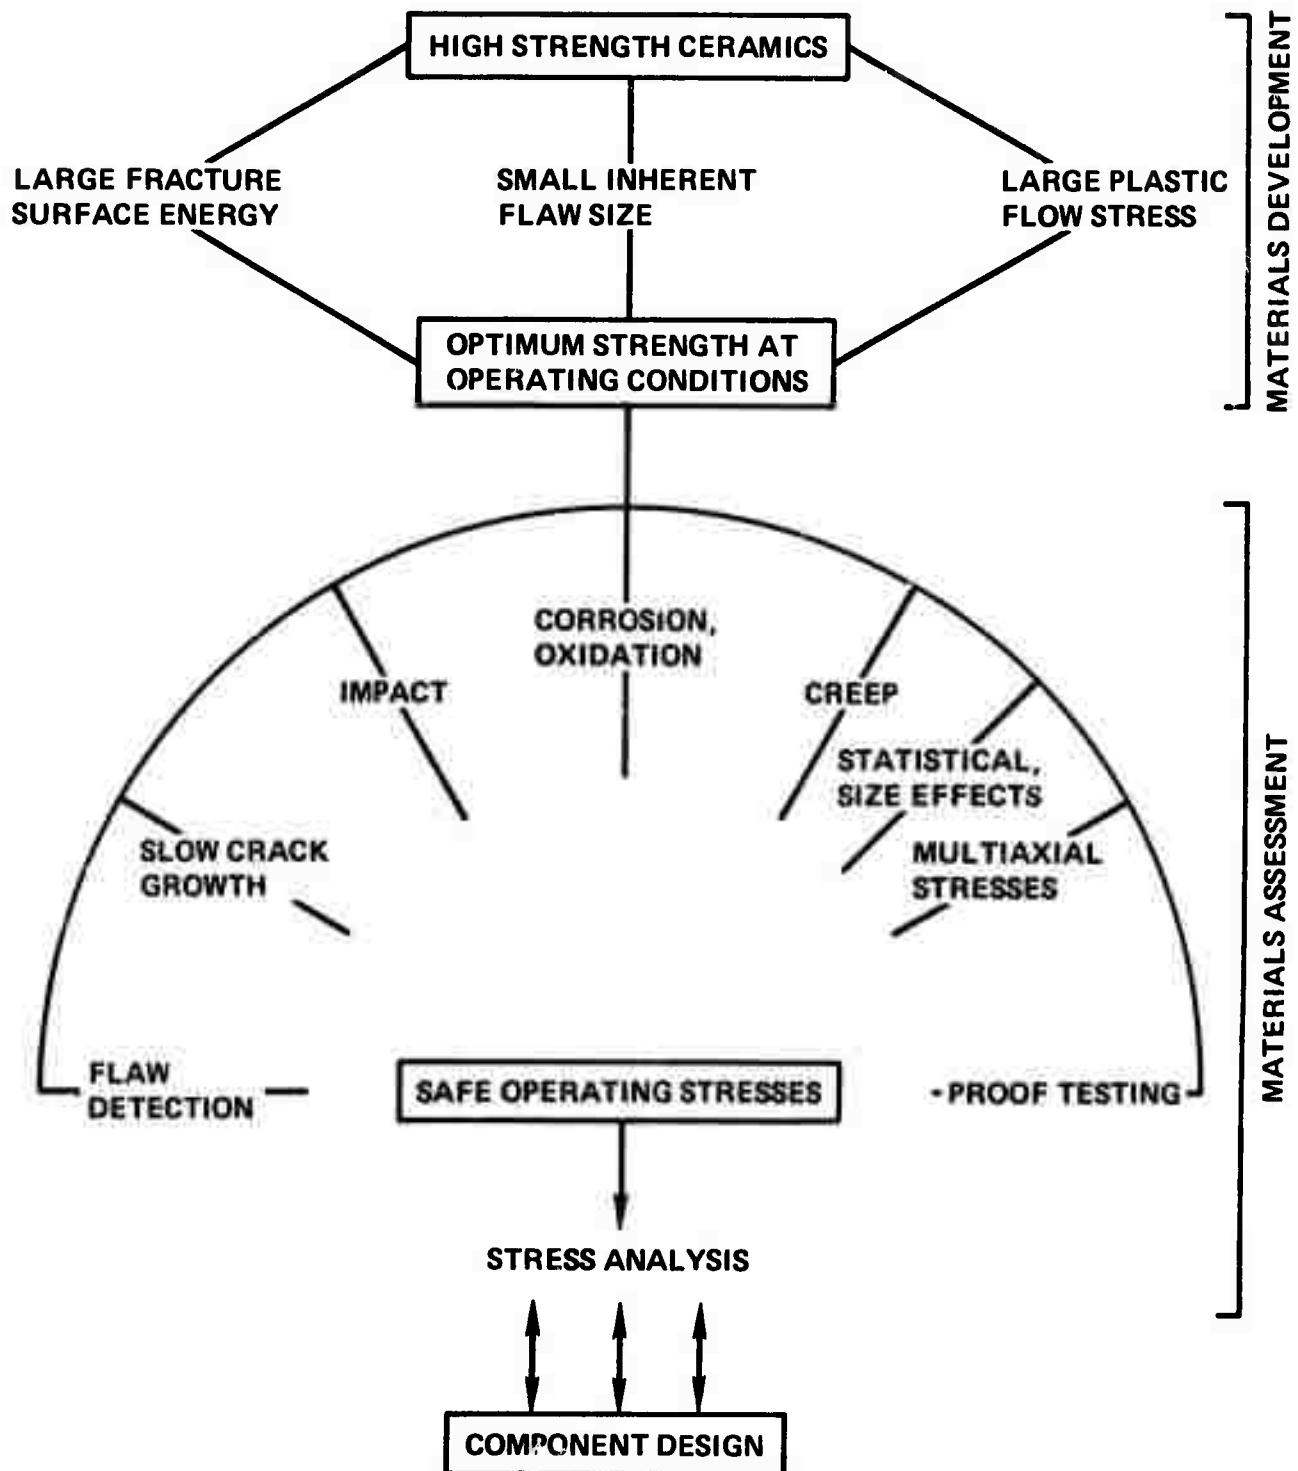 HIGH STRENGTH CERAMICS
LARGE FRACTURE
SURFACE ENERGY
SMALL INHERENT
FLAW SIZE
LARGE PLASTIC
FLOW STRESS
OPTIMUM STRENGTH AT
OPERATING CONDITIONS
MATERIALS DEVELOPMENT
CORROSION,
OXIDATION
IMPACT
CREEP
STATISTICAL,
SIZE EFFECTS
SLOW CRACK
GROWTH
MULTIAXIAL
STRESSES
FLAW
DETECTION
SAFE OPERATING STRESSES
PROOF TESTING
STRESS ANALYSIS
COMPONENT DESIGN
MATERIALS ASSESSMENT